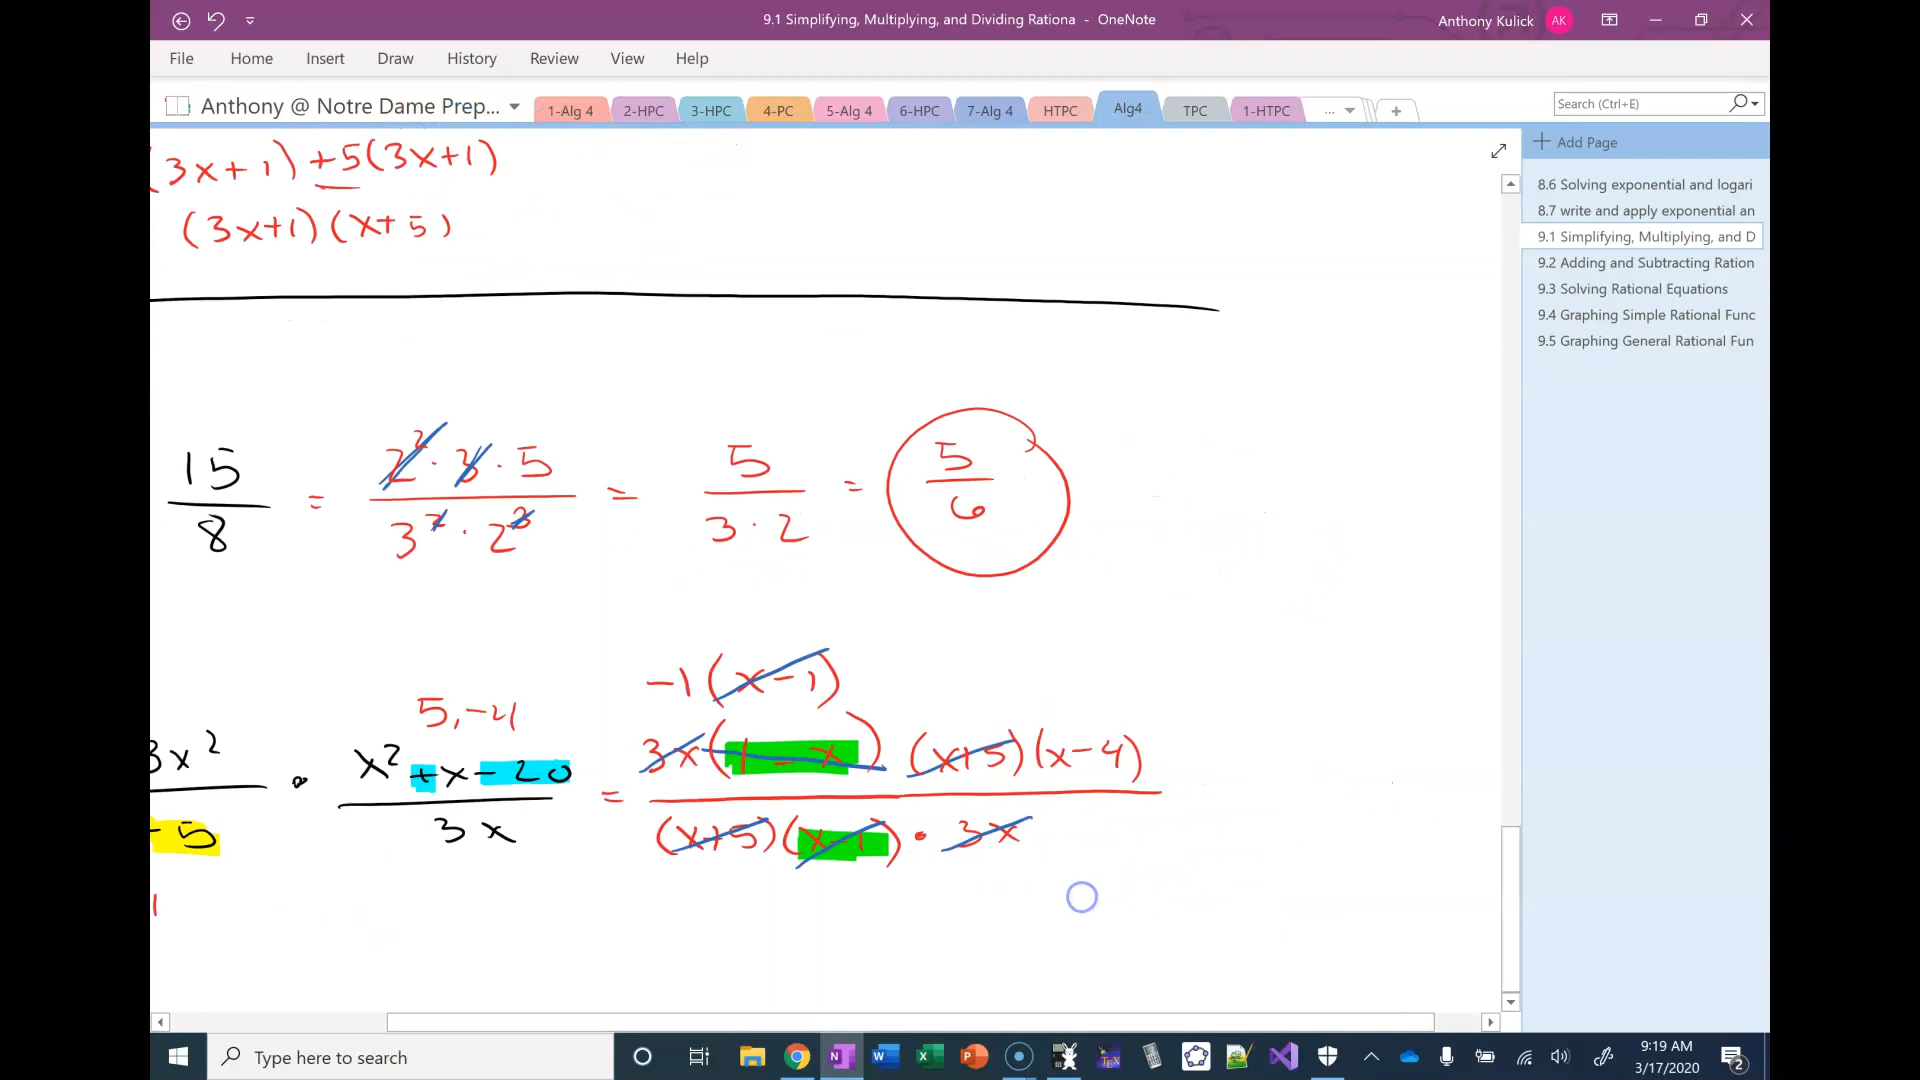 9.1 Simplifying, Multiplying, and Dividing Rationa - OneNote
Anthony Kulick AK
File Home Insert Draw History Review View Help
Anthony @ Notre Dame Prep... 1-Alg 4 2-HPC 3-HPC 4-PC 5-Alg 4 6-HPC 7-Alg 4 HTPC Alg4 TPC 1-HTPC ...
Search (Ctrl+E)
Add Page
8.6 Solving exponential and logari
8.7 write and apply exponential an
9.1 Simplifying, Multiplying, and D
9.2 Adding and Subtracting Ration
9.3 Solving Rational Equations
9.4 Graphing Simple Rational Func
9.5 Graphing General Rational Fun
(3x+1) +5(3x+1)
(3x+1)(x+5)
15/8 = 2²·3·5 / 3²·2³ = 5 / 3·2 = 5/6
5, -4
-1(x-1)
3x² · x²+x-20 = 3x(1-x)(x+5)(x-4)
-5 3x (x+5)(x-1)·3x
1
Type here to search
9:19 AM
3/17/2020
2